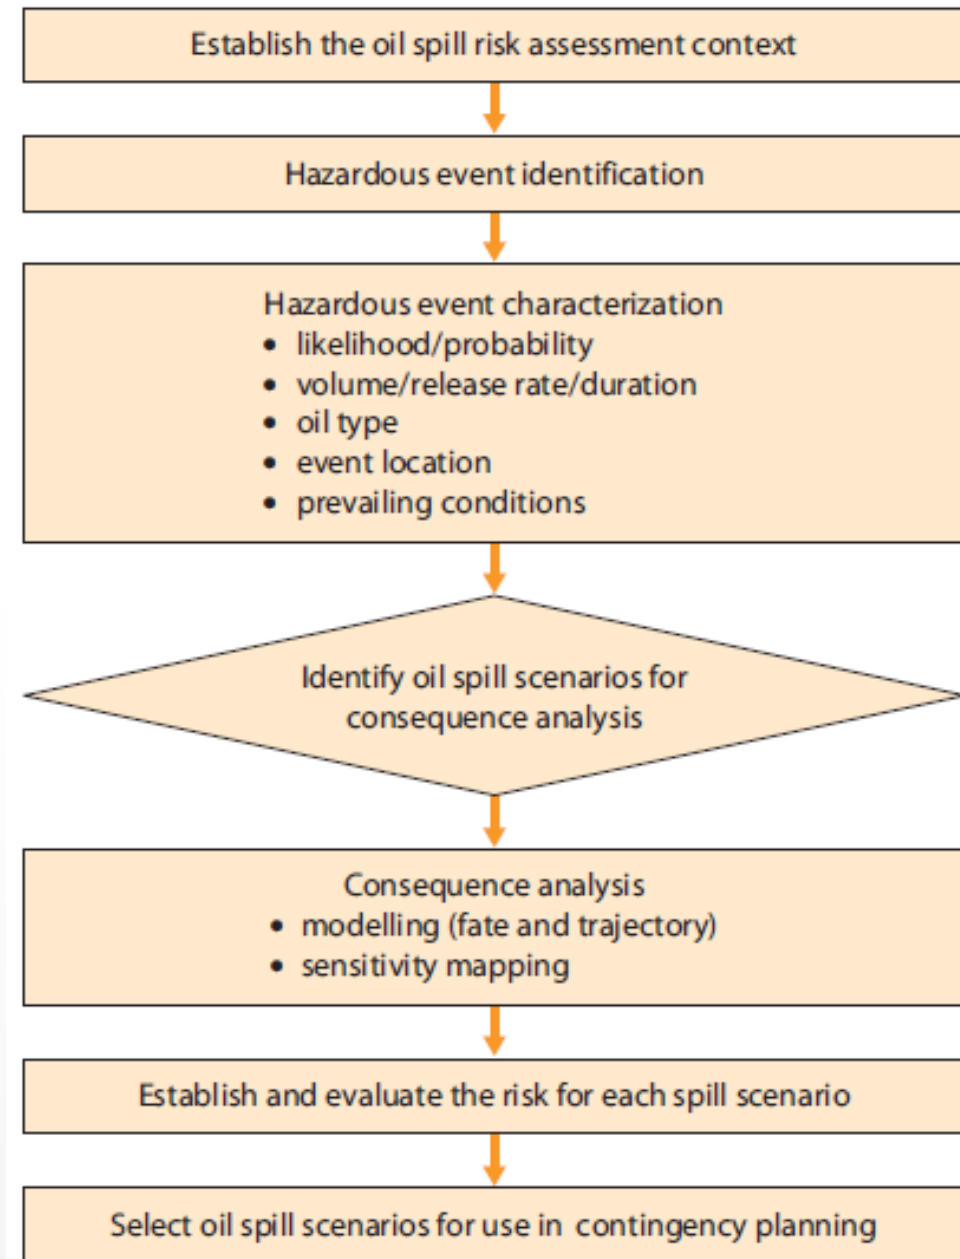 Establish the oil spill risk assessment context
Hazardous event identification
Hazardous event characterization
• likelihood/probability
• volume/release rate/duration
• oil type
• event location
• prevailing conditions
Identify oil spill scenarios for
consequence analysis
Consequence analysis
• modelling (fate and trajectory)
• sensitivity mapping
Establish and evaluate the risk for each spill scenario
Select oil spill scenarios for use in contingency planning